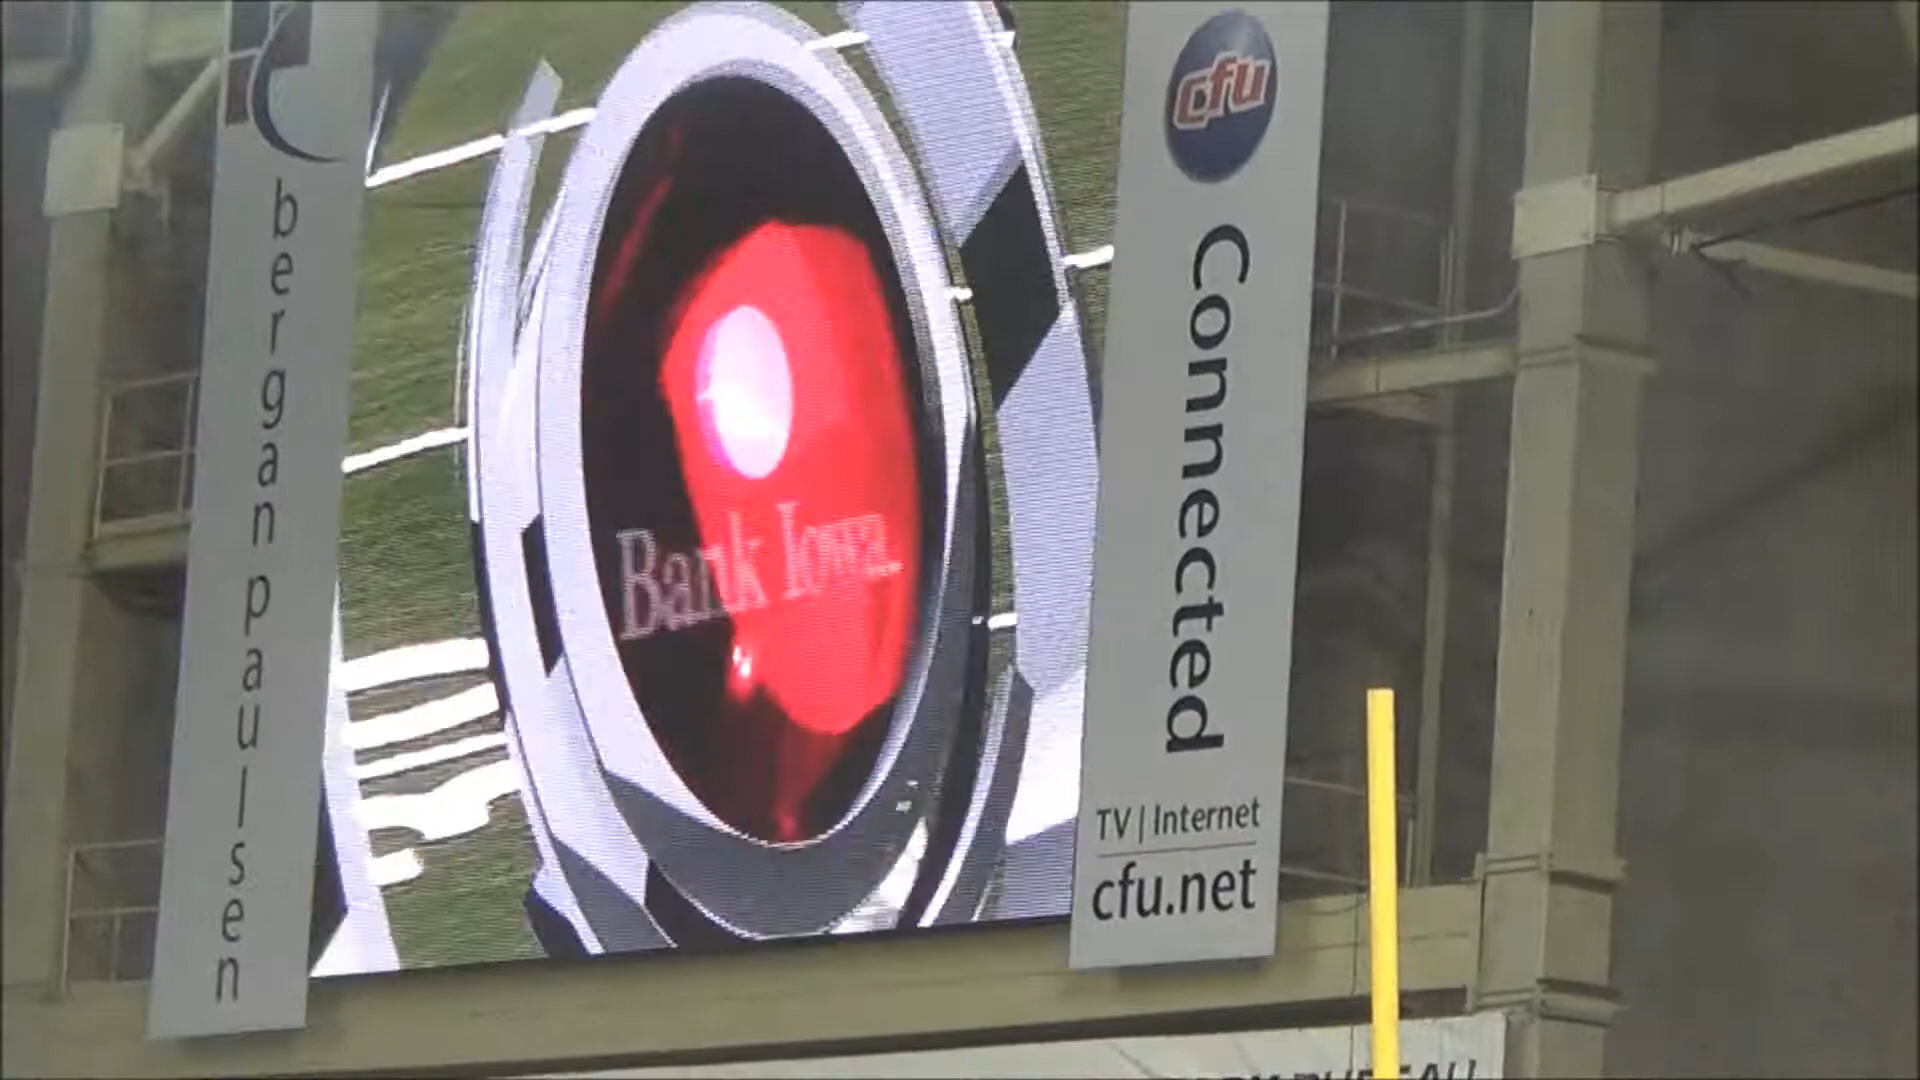 bergan paulsen
Bank Iowa
cfu
Connected
TV | Internet
cfu.net